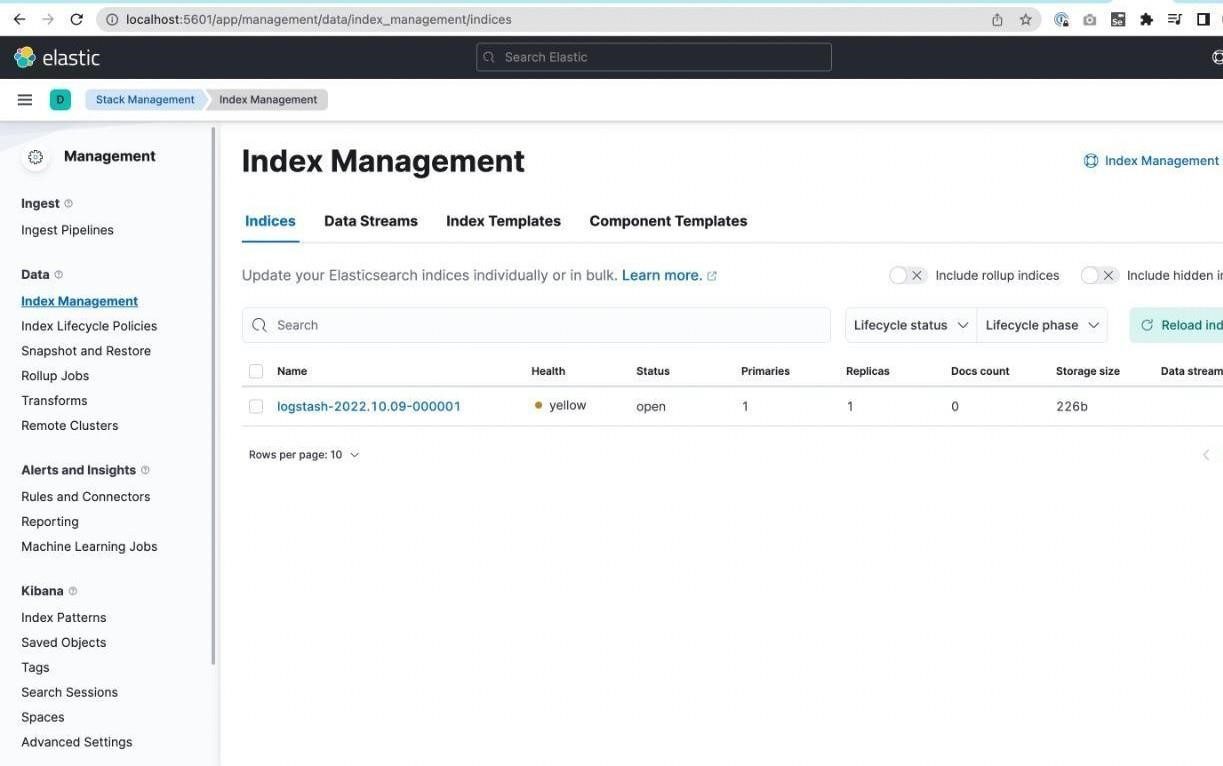 localhost:5601/app/management/data/index_management/indices
elastic
Search Elastic
D
Stack Management
Index Management
Management
Ingest
Ingest Pipelines
Data
Index Management
Index Lifecycle Policies
Snapshot and Restore
Rollup Jobs
Transforms
Remote Clusters
Alerts and Insights
Rules and Connectors
Reporting
Machine Learning Jobs
Kibana
Index Patterns
Saved Objects
Tags
Search Sessions
Spaces
Advanced Settings
Index Management
Index Management
Indices Data Streams Index Templates Component Templates
Update your Elasticsearch indices individually or in bulk. Learn more.
Include rollup indices
Include hidden
Search
Lifecycle status
Lifecycle phase
Reload
Name Health Status Primaries Replicas Docs count Storage size Data stream
logstash-2022.10.09-000001 yellow open 1 1 0 226b
Rows per page: 10